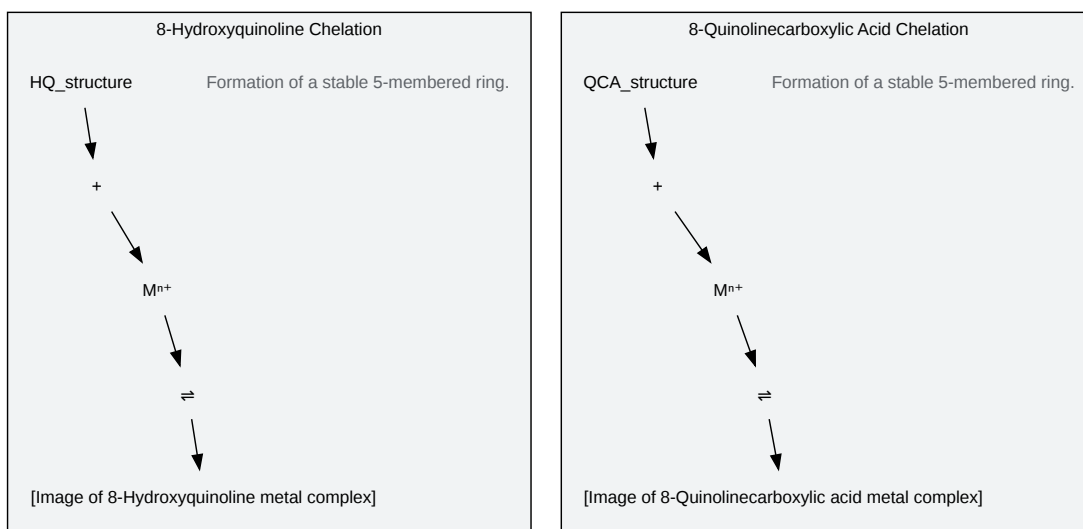 8-Hydroxyquinoline Chelation
HQ_structure
Formation of a stable 5-membered ring.
+
Mⁿ⁺
⇌
[Image of 8-Hydroxyquinoline metal complex]
8-Quinolinecarboxylic Acid Chelation
QCA_structure
Formation of a stable 5-membered ring.
+
Mⁿ⁺
⇌
[Image of 8-Quinolinecarboxylic acid metal complex]